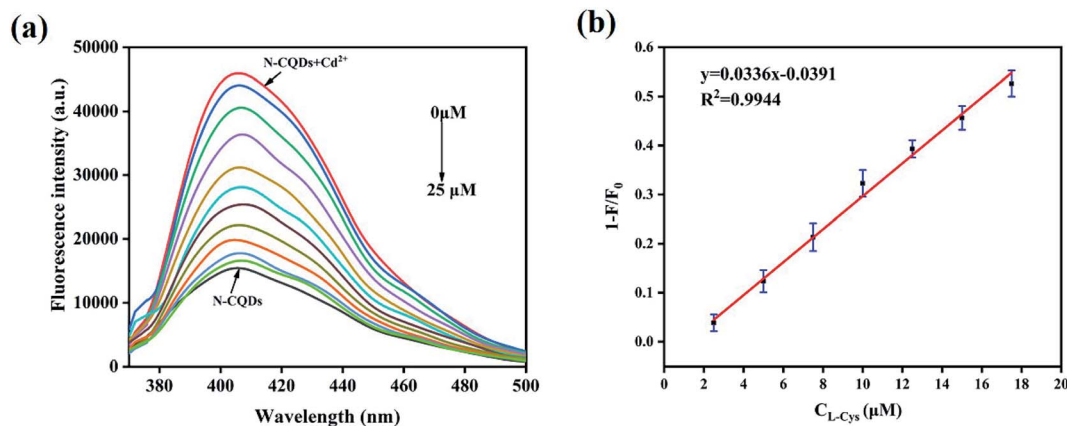 (a)
50000
40000
30000
20000
10000
0
Fluorescence intensity (a.u.)
N-CQDs+Cd²⁺
0μM
25 μM
N-CQDs
380
400
420
440
460
480
500
Wavelength (nm)
(b)
0.6
0.5
0.4
0.3
0.2
0.1
0.0
1-F/F₀
y=0.0336x-0.0391
R²=0.9944
0
2
4
6
8
10
12
14
16
18
20
C_L-Cys (μM)